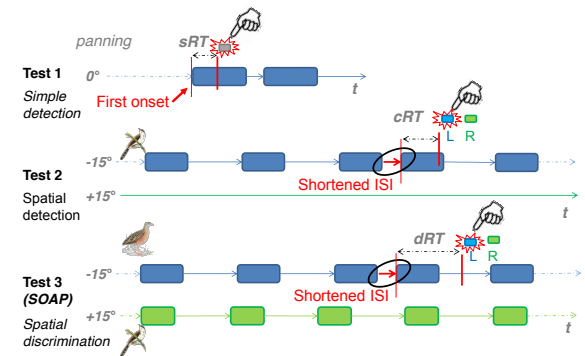 panning
sRT
Test 1
0°
t
Simple
detection
First onset
cRT
L R
-15°
Test 2
Shortened ISI
Spatial
detection
+15°
t
dRT
L R
-15°
Test 3
(SOAP)
Shortened ISI
Spatial
discrimination
+15°
t